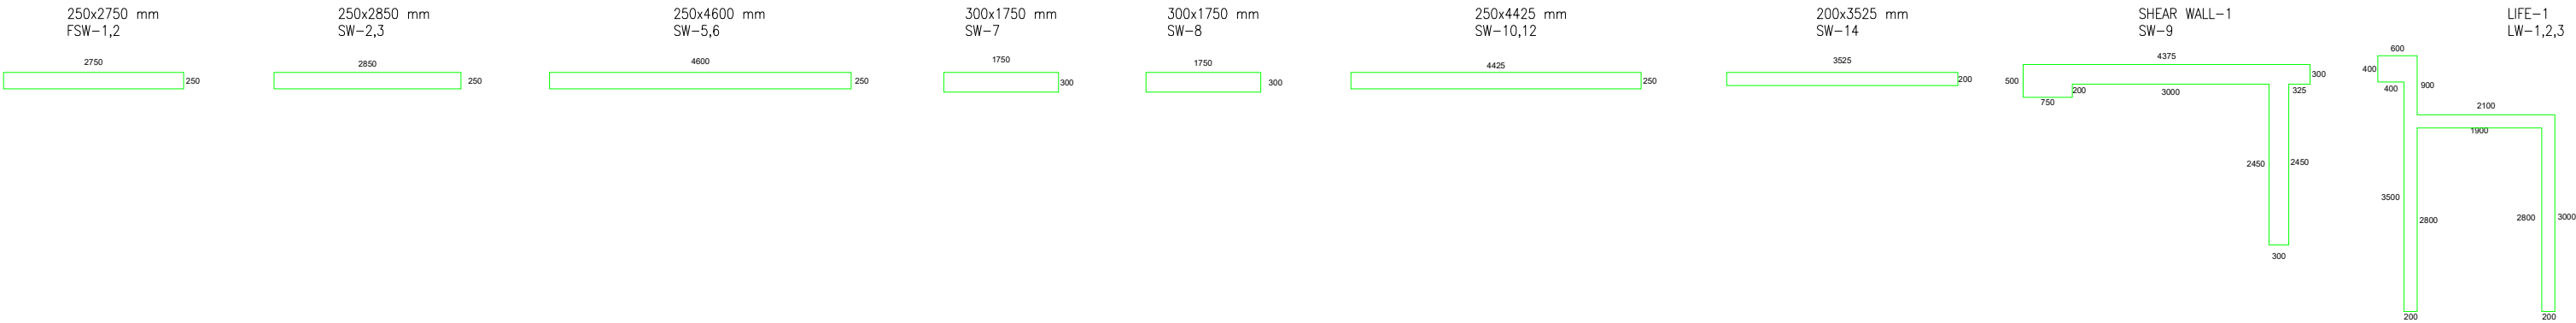 250x2750 mm
FSW-1,2
2750
250
250x2850 mm
SW-2,3
2850
250
250x4600 mm
SW-5,6
4600
250
300x1750 mm
SW-7
1750
300
300x1750 mm
SW-8
1750
300
250x4425 mm
SW-10,12
4425
250
200x3525 mm
SW-14
3525
200
SHEAR WALL-1
SW-9
4375
500
300
200
325
3000
750
2450
2450
300
LIFE-1
LW-1,2,3
600
400
400
900
2100
1900
3500
2800
2800
3000
200
200